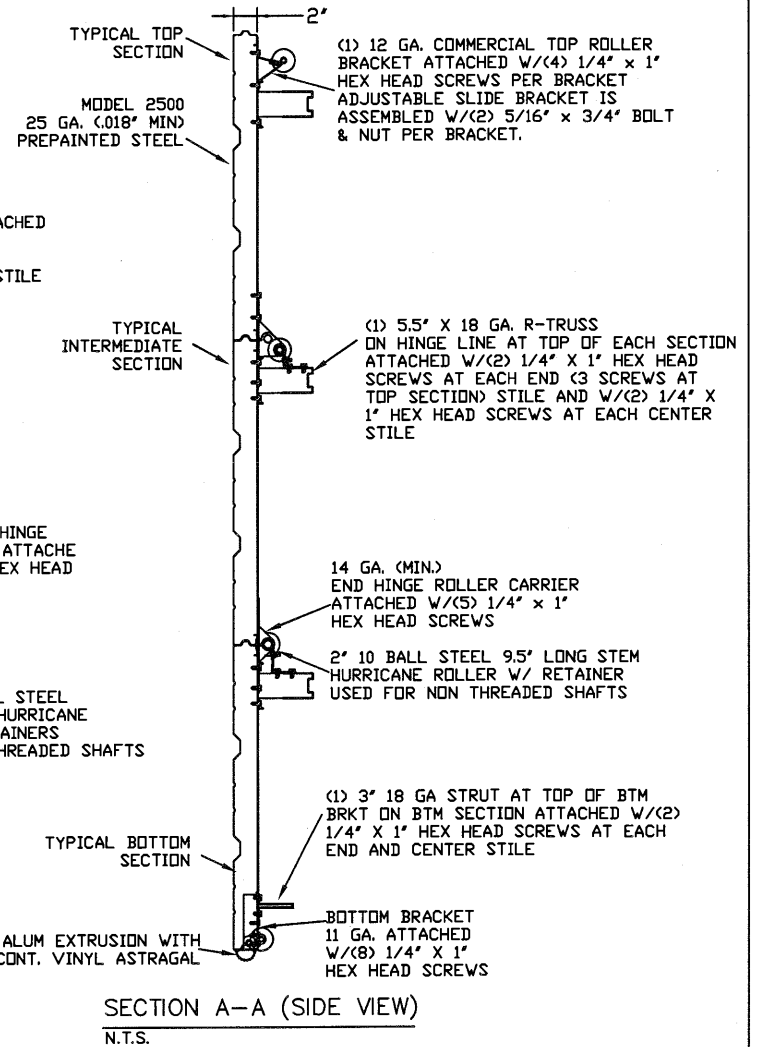 2"
TYPICAL TOP
SECTION
(1) 12 GA. COMMERCIAL TOP ROLLER
BRACKET ATTACHED W/(4) 1/4" x 1"
HEX HEAD SCREWS PER BRACKET
ADJUSTABLE SLIDE BRACKET IS
ASSEMBLED W/(2) 5/16" x 3/4" BOLT
& NUT PER BRACKET.
MODEL 2500
25 GA. (.018" MIN)
PREPAINTED STEEL
ACHED
STILE
TYPICAL
INTERMEDIATE
SECTION
(1) 5.5" X 18 GA. R-TRUSS
ON HINGE LINE AT TOP OF EACH SECTION
ATTACHED W/(2) 1/4" X 1" HEX HEAD
SCREWS AT EACH END (3 SCREWS AT
TOP SECTION) STILE AND W/(2) 1/4" X
1" HEX HEAD SCREWS AT EACH CENTER
STILE
HINGE
ATTACHE
EX HEAD
14 GA. (MIN.)
END HINGE ROLLER CARRIER
ATTACHED W/(5) 1/4" x 1"
HEX HEAD SCREWS
2" 10 BALL STEEL 9.5" LONG STEM
HURRICANE ROLLER W/ RETAINER
USED FOR NON THREADED SHAFTS
L STEEL
HURRICANE
AINERS
HREADED SHAFTS
(1) 3" 18 GA STRUT AT TOP OF BTM
BRKT ON BTM SECTION ATTACHED W/(2)
1/4" X 1" HEX HEAD SCREWS AT EACH
END AND CENTER STILE
TYPICAL BOTTOM
SECTION
BOTTOM BRACKET
11 GA. ATTACHED
W/(8) 1/4" X 1"
HEX HEAD SCREWS
ALUM EXTRUSION WITH
CONT. VINYL ASTRAGAL
SECTION A-A (SIDE VIEW)
N.T.S.